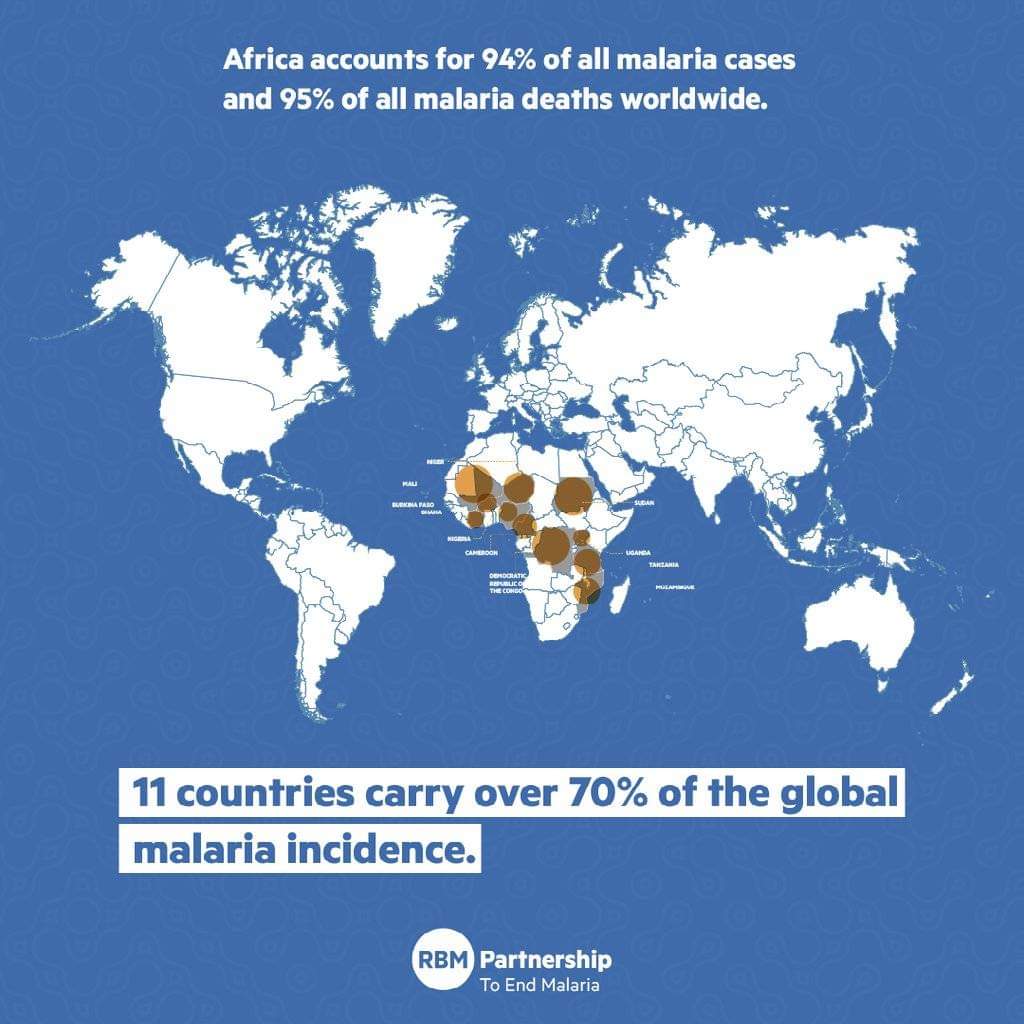 Africa accounts for 94% of all malaria cases
and 95% of all malaria deaths worldwide.
NIGER
MALI
BURKINA FASO
GHANA
SUDAN
NIGERIA
CAMEROON
UGANDA
TANZANIA
DEMOCRATIC
REPUBLIC OF
THE CONGO
MOZAMBIQUE
11 countries carry over 70% of the global
malaria incidence.
RBM Partnership
To End Malaria